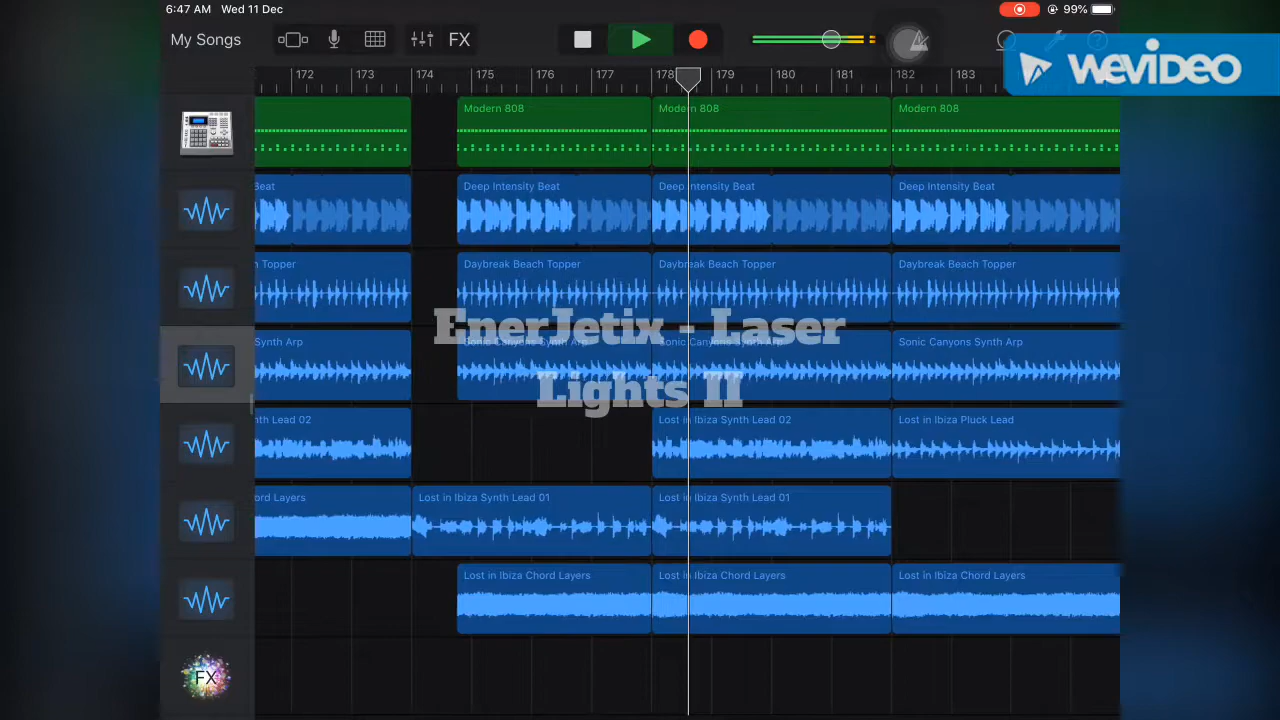 6:47 AM Wed 11 Dec
99%
My Songs
FX
WEVIDEO
172 173 174 175 176 177 178 179 180 181 182 183
Modern 808
Modern 808
Modern 808
Beat
Deep Intensity Beat
Deep Intensity Beat
Deep Intensity Beat
Topper
Daybreak Beach Topper
Daybreak Beach Topper
Daybreak Beach Topper
EnerJetix - Laser
Lights II
Synth Arp
Sonic Canyons Synth Arp
Sonic Canyons Synth Arp
Sonic Canyons Synth Arp
nth Lead 02
Lost in Ibiza Synth Lead 02
Lost in Ibiza Pluck Lead
ord Layers
Lost in Ibiza Synth Lead 01
Lost in Ibiza Synth Lead 01
Lost in Ibiza Chord Layers
Lost in Ibiza Chord Layers
Lost in Ibiza Chord Layers
FX